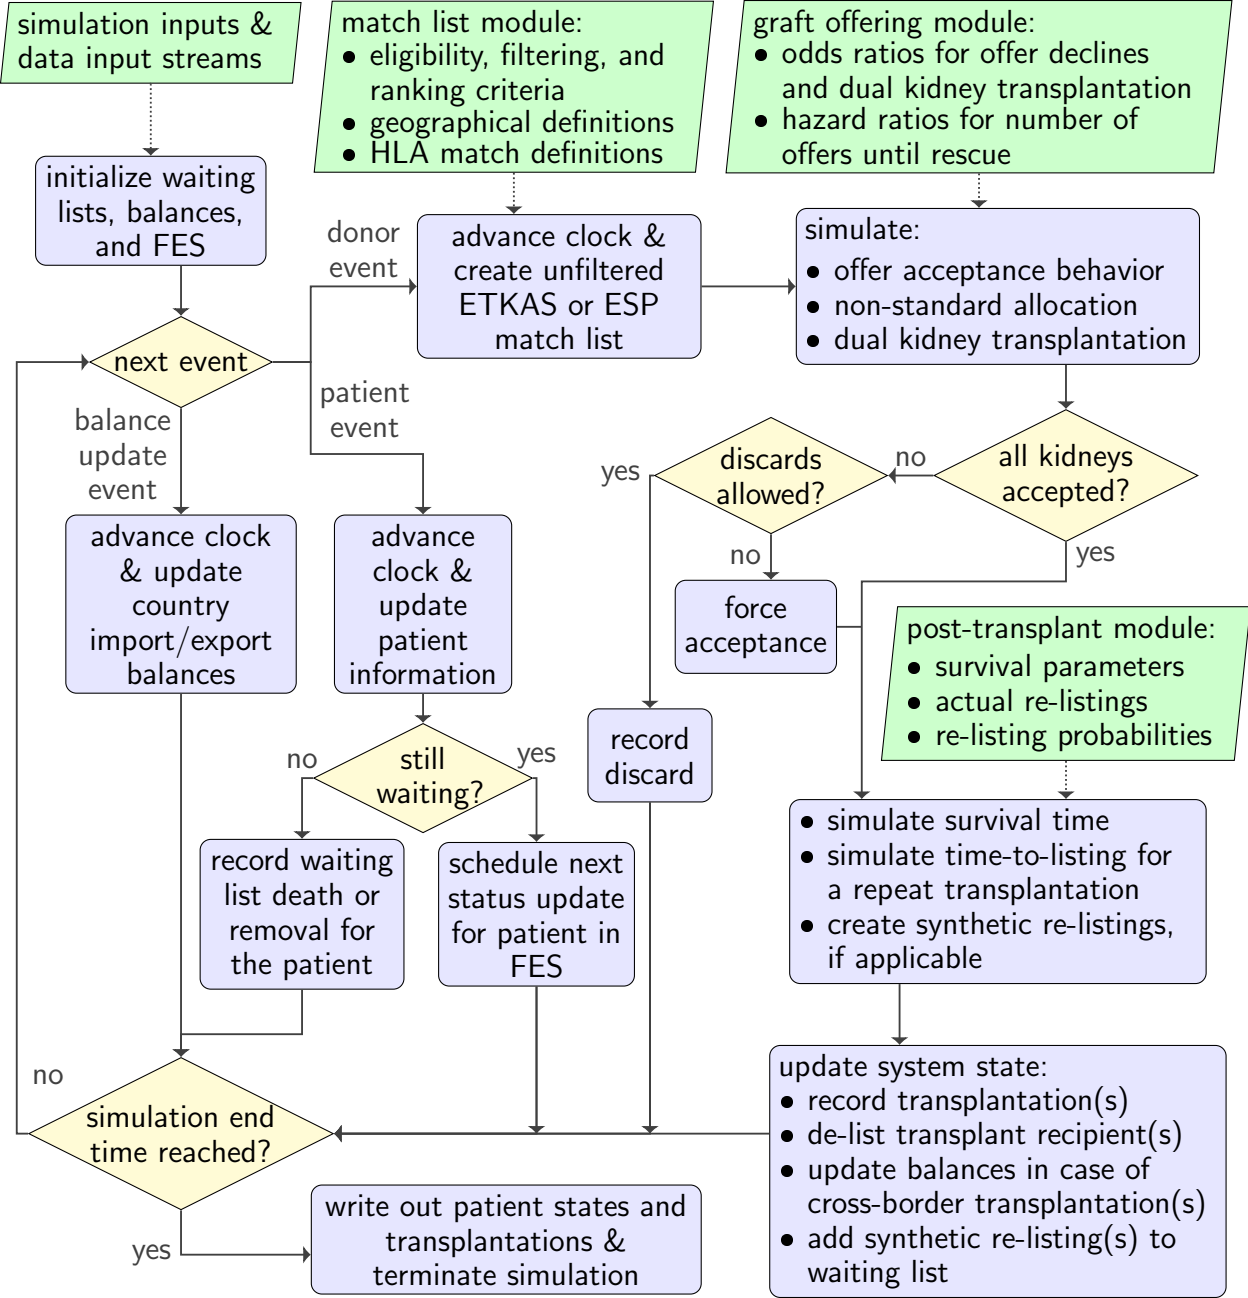 simulation inputs &
data input streams
match list module:
• eligibility, filtering, and
ranking criteria
• geographical definitions
• HLA match definitions
graft offering module:
• odds ratios for offer declines
and dual kidney transplantation
• hazard ratios for number of
offers until rescue
initialize waiting
lists, balances,
and FES
donor
event
advance clock &
create unfiltered
ETKAS or ESP
match list
simulate:
• offer acceptance behavior
• non-standard allocation
• dual kidney transplantation
next event
patient
event
balance
update
event
yes
discards
allowed?
no
all kidneys
accepted?
yes
no
advance clock
& update
country
import/export
balances
advance
clock &
update
patient
information
force
acceptance
post-transplant module:
• survival parameters
• actual re-listings
• re-listing probabilities
no
still
waiting?
yes
record
discard
record waiting
list death or
removal for
the patient
schedule next
status update
for patient in
FES
• simulate survival time
• simulate time-to-listing for
a repeat transplantation
• create synthetic re-listings,
if applicable
no
simulation end
time reached?
yes
update system state:
• record transplantation(s)
• de-list transplant recipient(s)
• update balances in case of
cross-border transplantation(s)
• add synthetic re-listing(s) to
waiting list
write out patient states and
transplantations &
terminate simulation